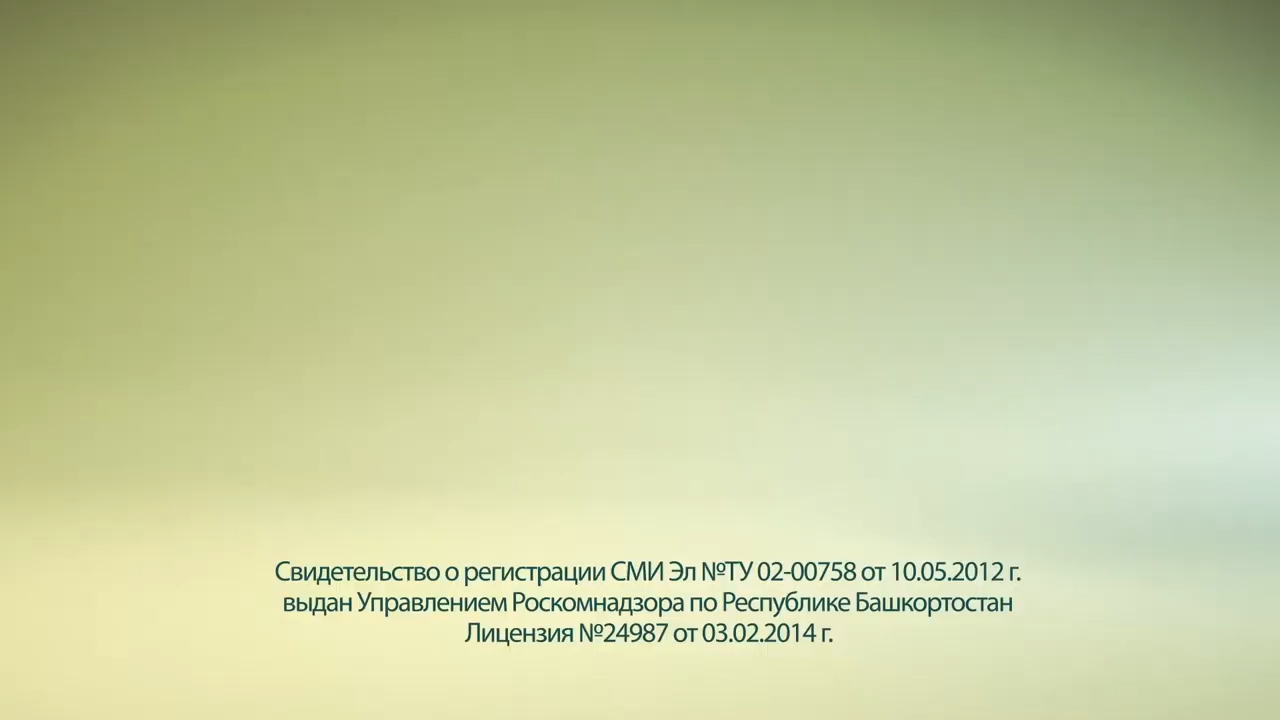 Свидетельство о регистрации СМИ Эл №ТУ 02-00758 от 10.05.2012 г.
выдан Управлением Роскомнадзора по Республике Башкортостан
Лицензия №24987 от 03.02.2014 г.